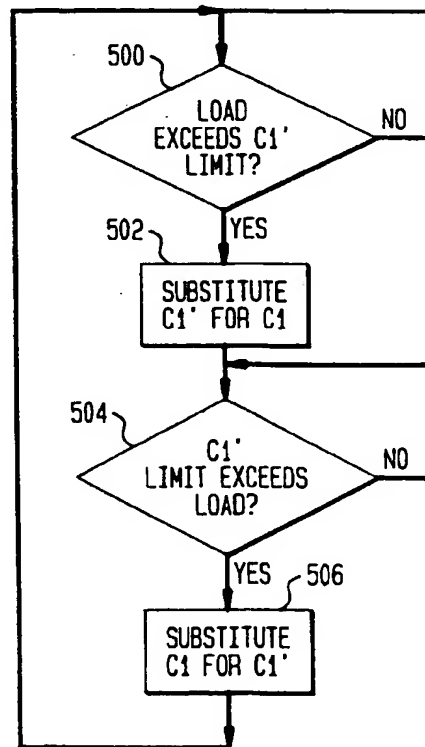 500
LOAD
EXCEEDS C1'
LIMIT?
NO
YES
502
SUBSTITUTE
C1' FOR C1
504
C1'
LIMIT EXCEEDS
LOAD?
NO
YES
506
SUBSTITUTE
C1 FOR C1'